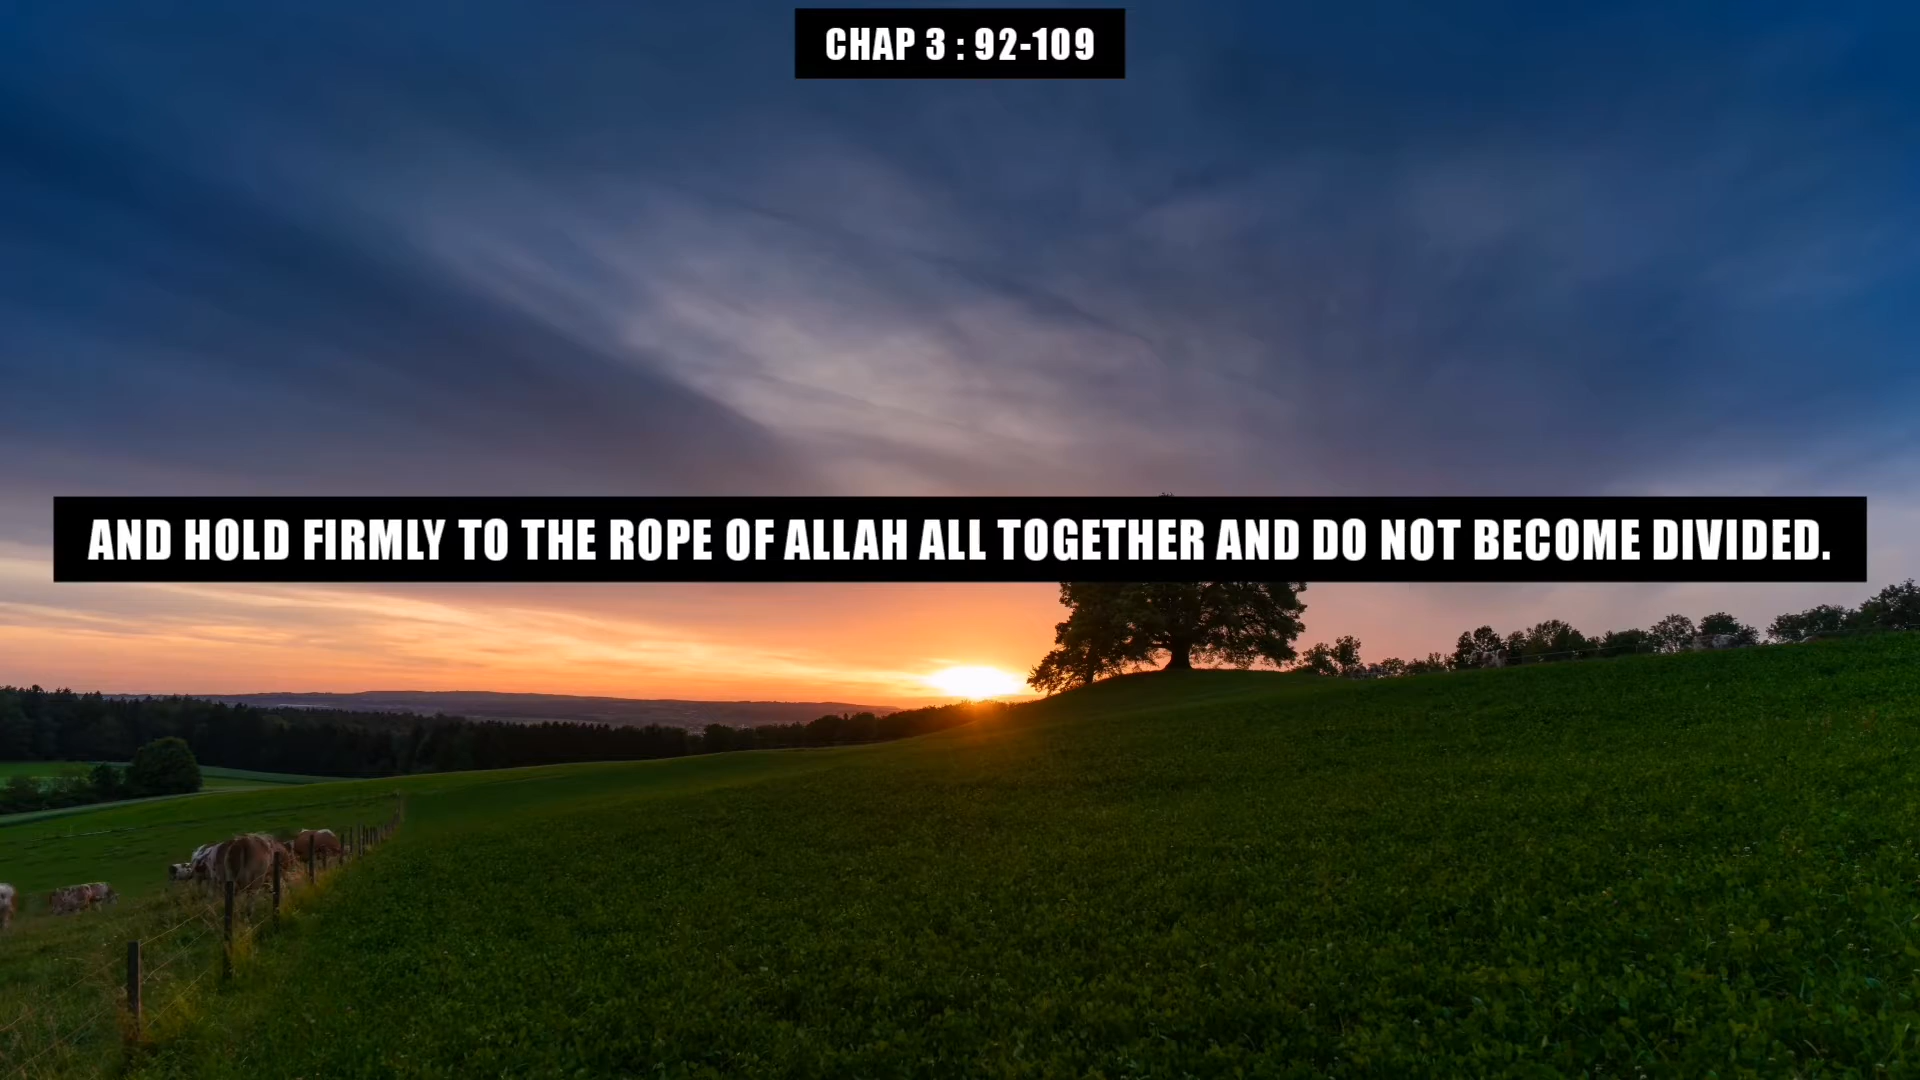 CHAP 3 : 92-109
AND HOLD FIRMLY TO THE ROPE OF ALLAH ALL TOGETHER AND DO NOT BECOME DIVIDED.